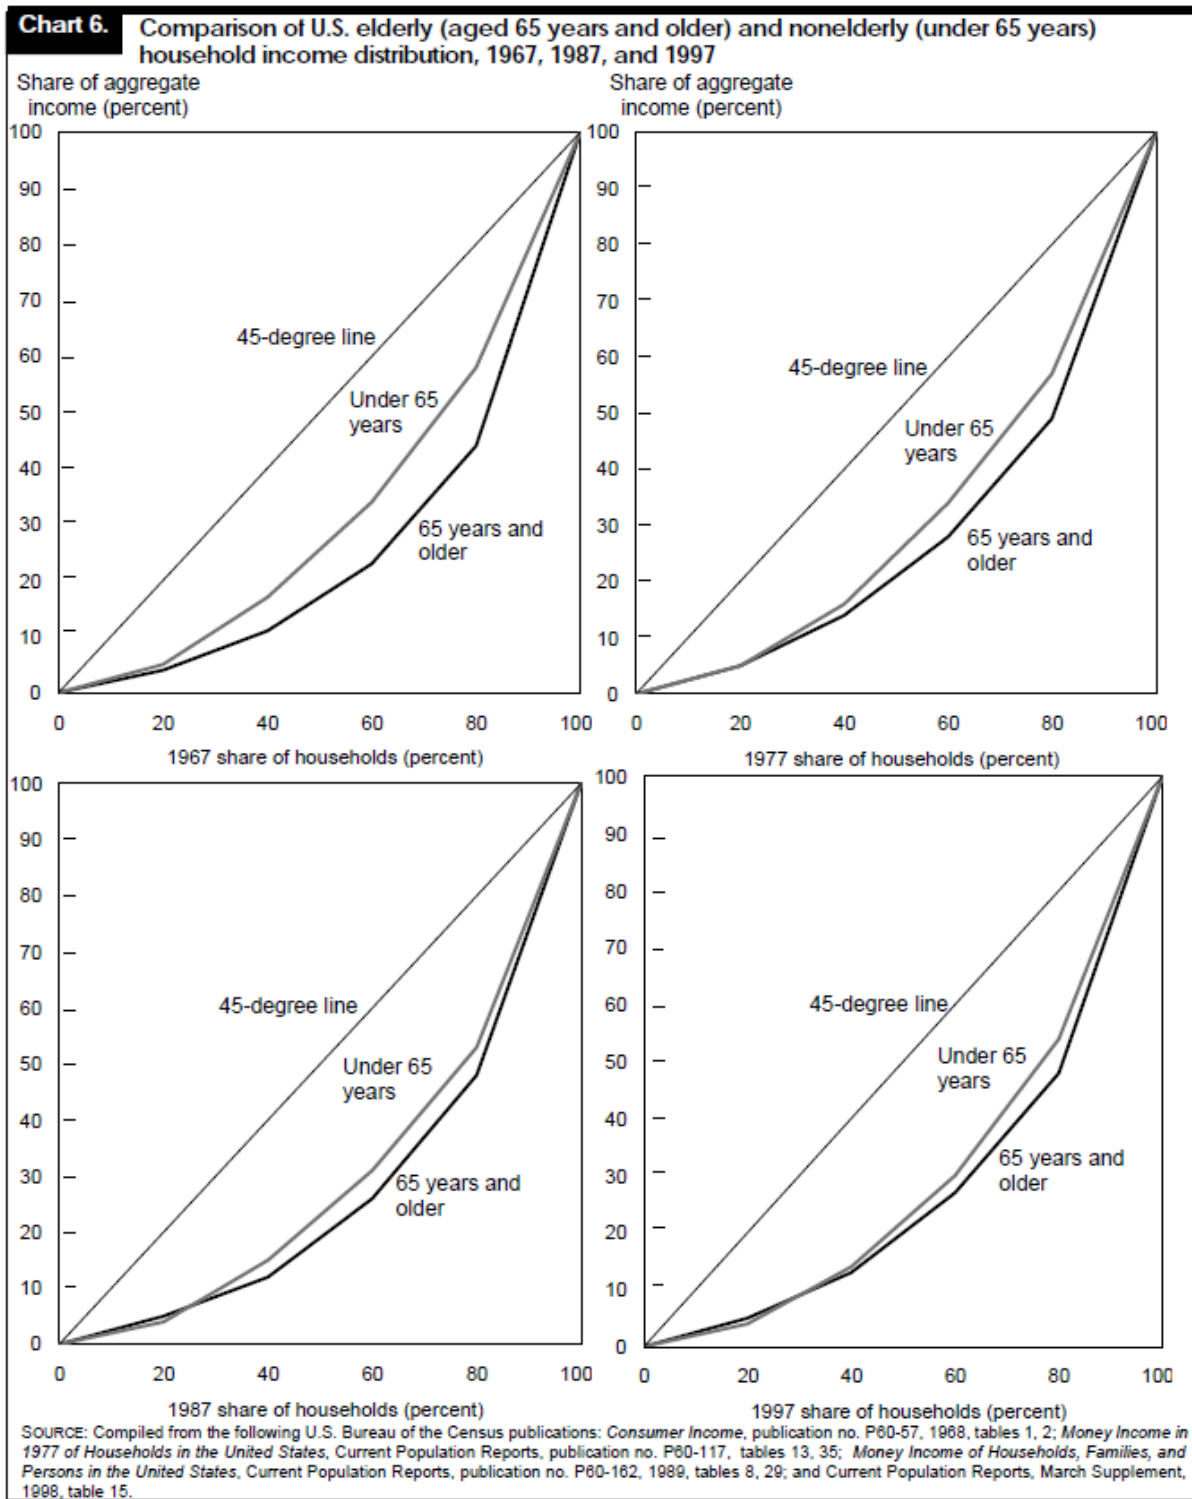 Chart 6.
Comparison of U.S. elderly (aged 65 years and older) and nonelderly (under 65 years)
household income distribution, 1967, 1987, and 1997
Share of aggregate
income (percent)
100
90
80
70
60
50
40
30
20
10
0
45-degree line
Under 65
years
65 years and
older
0 20 40 60 80 100
1967 share of households (percent)
Share of aggregate
income (percent)
100
90
80
70
60
50
40
30
20
10
0
45-degree line
Under 65
years
65 years and
older
0 20 40 60 80 100
1977 share of households (percent)
100
90
80
70
60
50
40
30
20
10
0
45-degree line
Under 65
years
65 years and
older
0 20 40 60 80 100
1987 share of households (percent)
100
90
80
70
60
50
40
30
20
10
0
45-degree line
Under 65
years
65 years and
older
0 20 40 60 80 100
1997 share of households (percent)
SOURCE: Compiled from the following U.S. Bureau of the Census publications: Consumer Income, publication no. P60-57, 1968, tables 1, 2; Money Income in
1977 of Households in the United States, Current Population Reports, publication no. P60-117, tables 13, 35; Money Income of Households, Families, and
Persons in the United States, Current Population Reports, publication no. P60-162, 1989, tables 8, 29; and Current Population Reports, March Supplement,
1998, table 15.